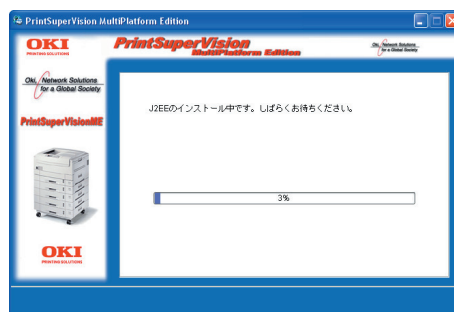 PrintSuperVision MultiPlatform Edition
OKI
PRINTING SOLUTIONS
PrintSuperVision
MultiPlatform Edition
Oki, Network Solutions
for a Global Society
Oki, Network Solutions
for a Global Society
PrintSuperVisionME
OKI
PRINTING SOLUTIONS
J2EEのインストール中です。しばらくお待ちください。
3%